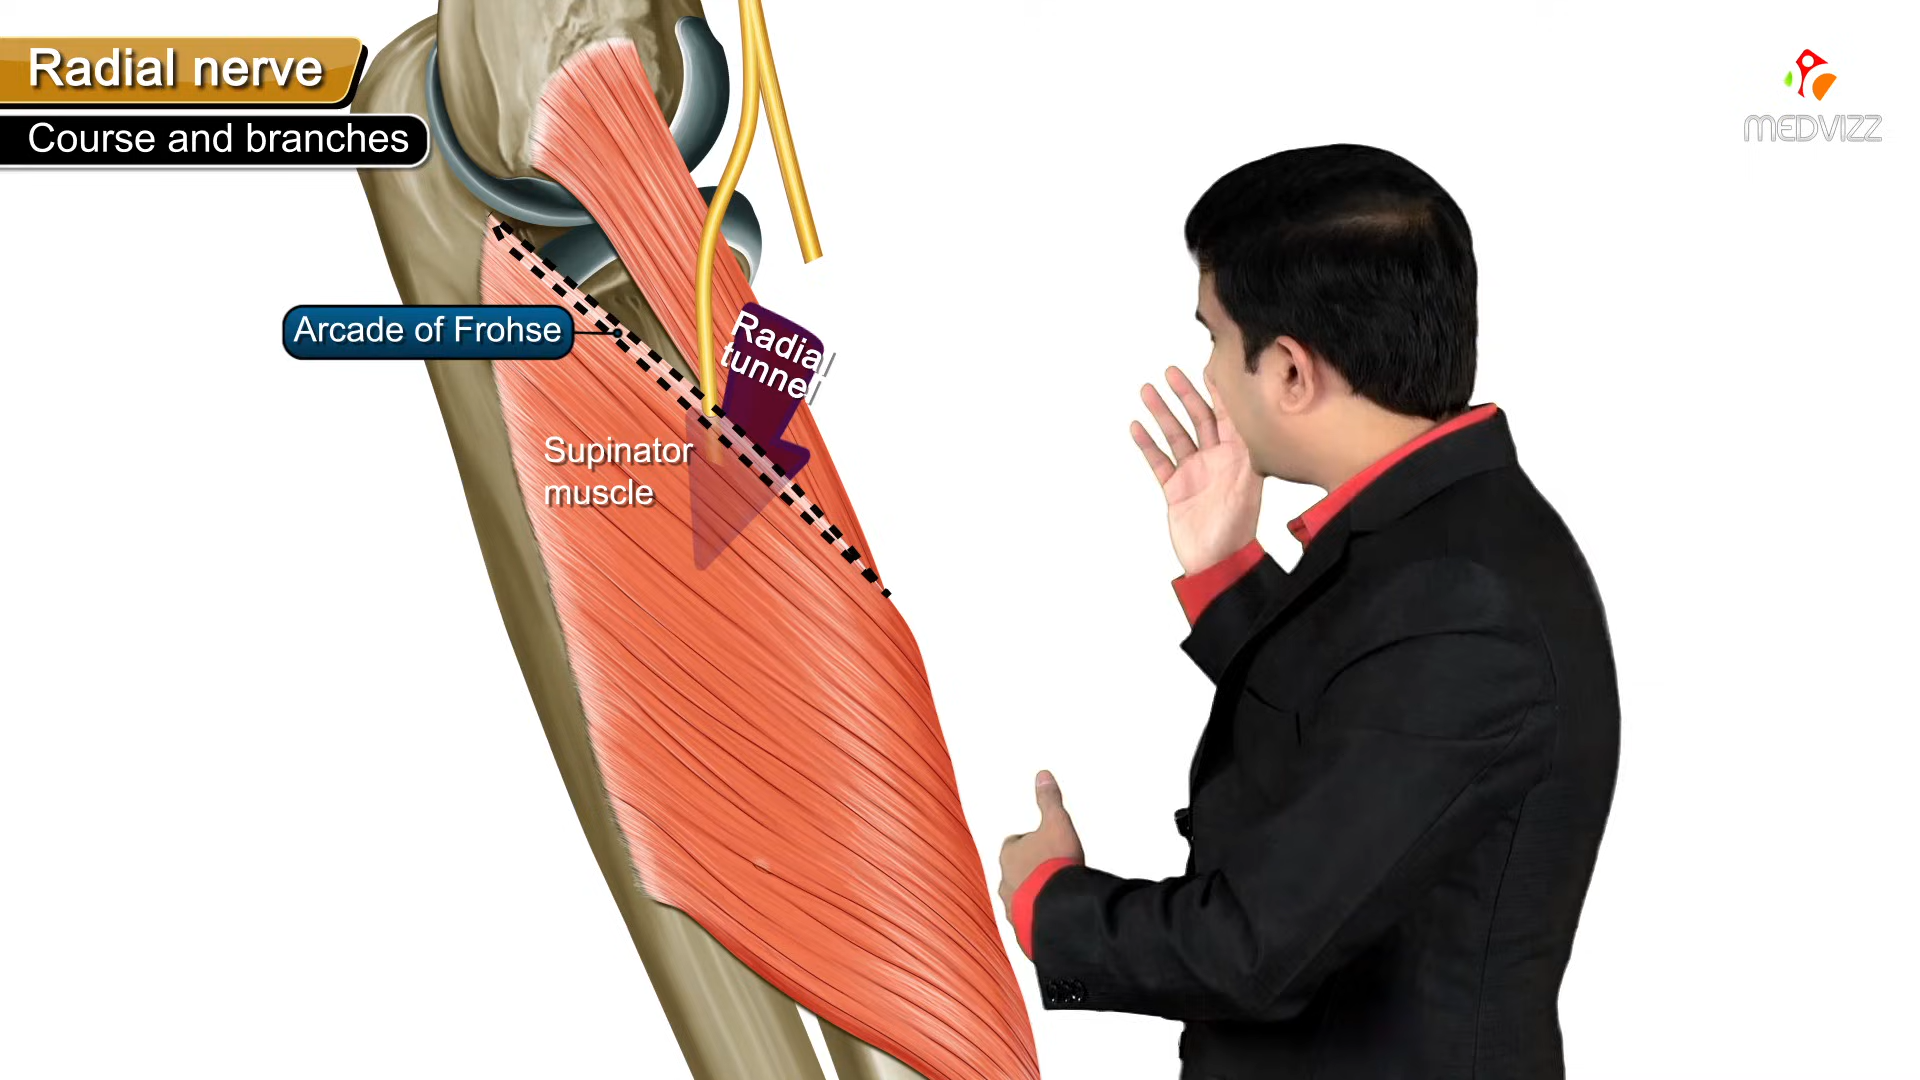 Radial nerve
Course and branches
MEDVIZZ
Arcade of Frohse
Radial
tunnel
Supinator
muscle